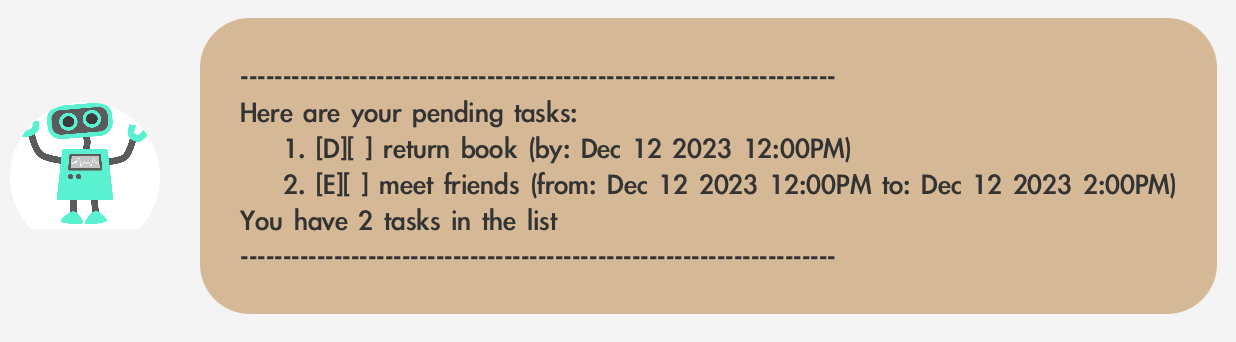 ----------------------------------------------------------------------
Here are your pending tasks:
1. [D][ ] return book (by: Dec 12 2023 12:00PM)
2. [E][ ] meet friends (from: Dec 12 2023 12:00PM to: Dec 12 2023 2:00PM)
You have 2 tasks in the list
----------------------------------------------------------------------